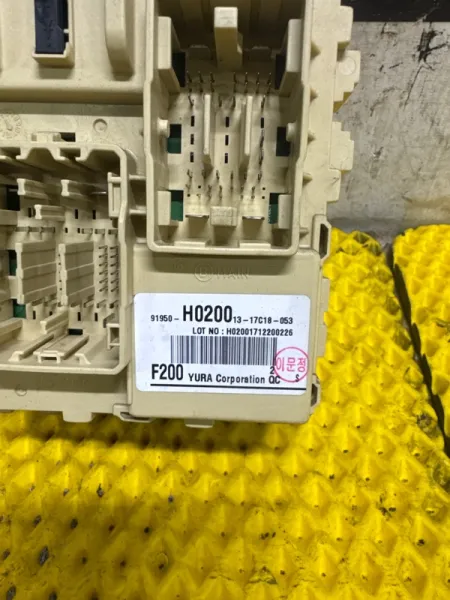 91950- H0200 13-17C18-053
LOT NO : H02001712200226
F200 YURA Corporation QC S
이문정